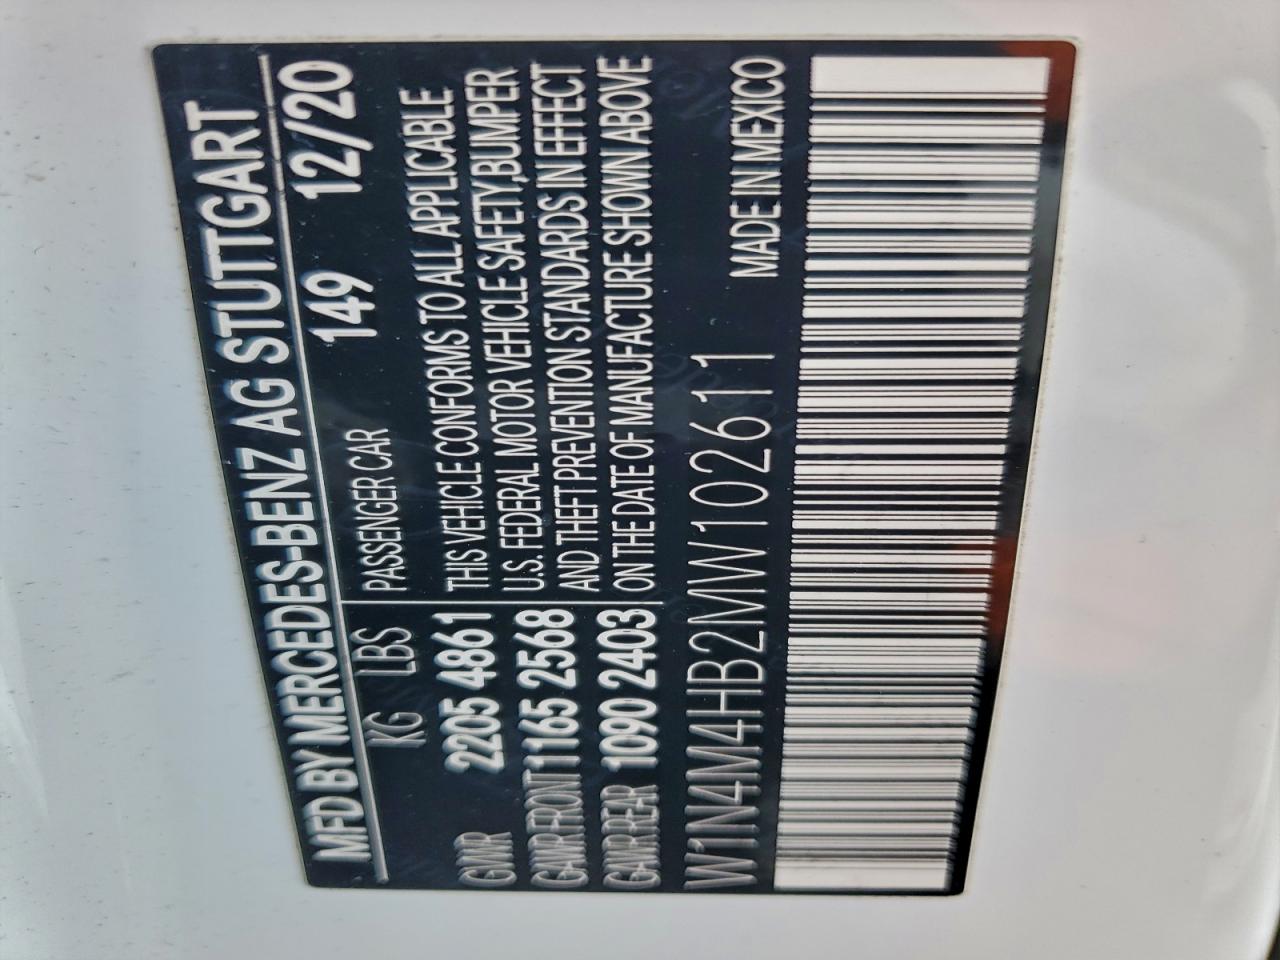 MFD BY MERCEDES-BENZ AG STUTTGART
KG LBS 149 12/20
PASSENGER CAR
GVWR 2205 4861 THIS VEHICLE CONFORMS TO ALL APPLICABLE
U.S. FEDERAL MOTOR VEHICLE SAFETY,BUMPER
GAWR FRONT 1165 2568 AND THEFT PREVENTION STANDARDS IN EFFECT
GAWR REAR 1090 2403 ON THE DATE OF MANUFACTURE SHOWN ABOVE
W1N4M4HB2MW102611 MADE IN MEXICO